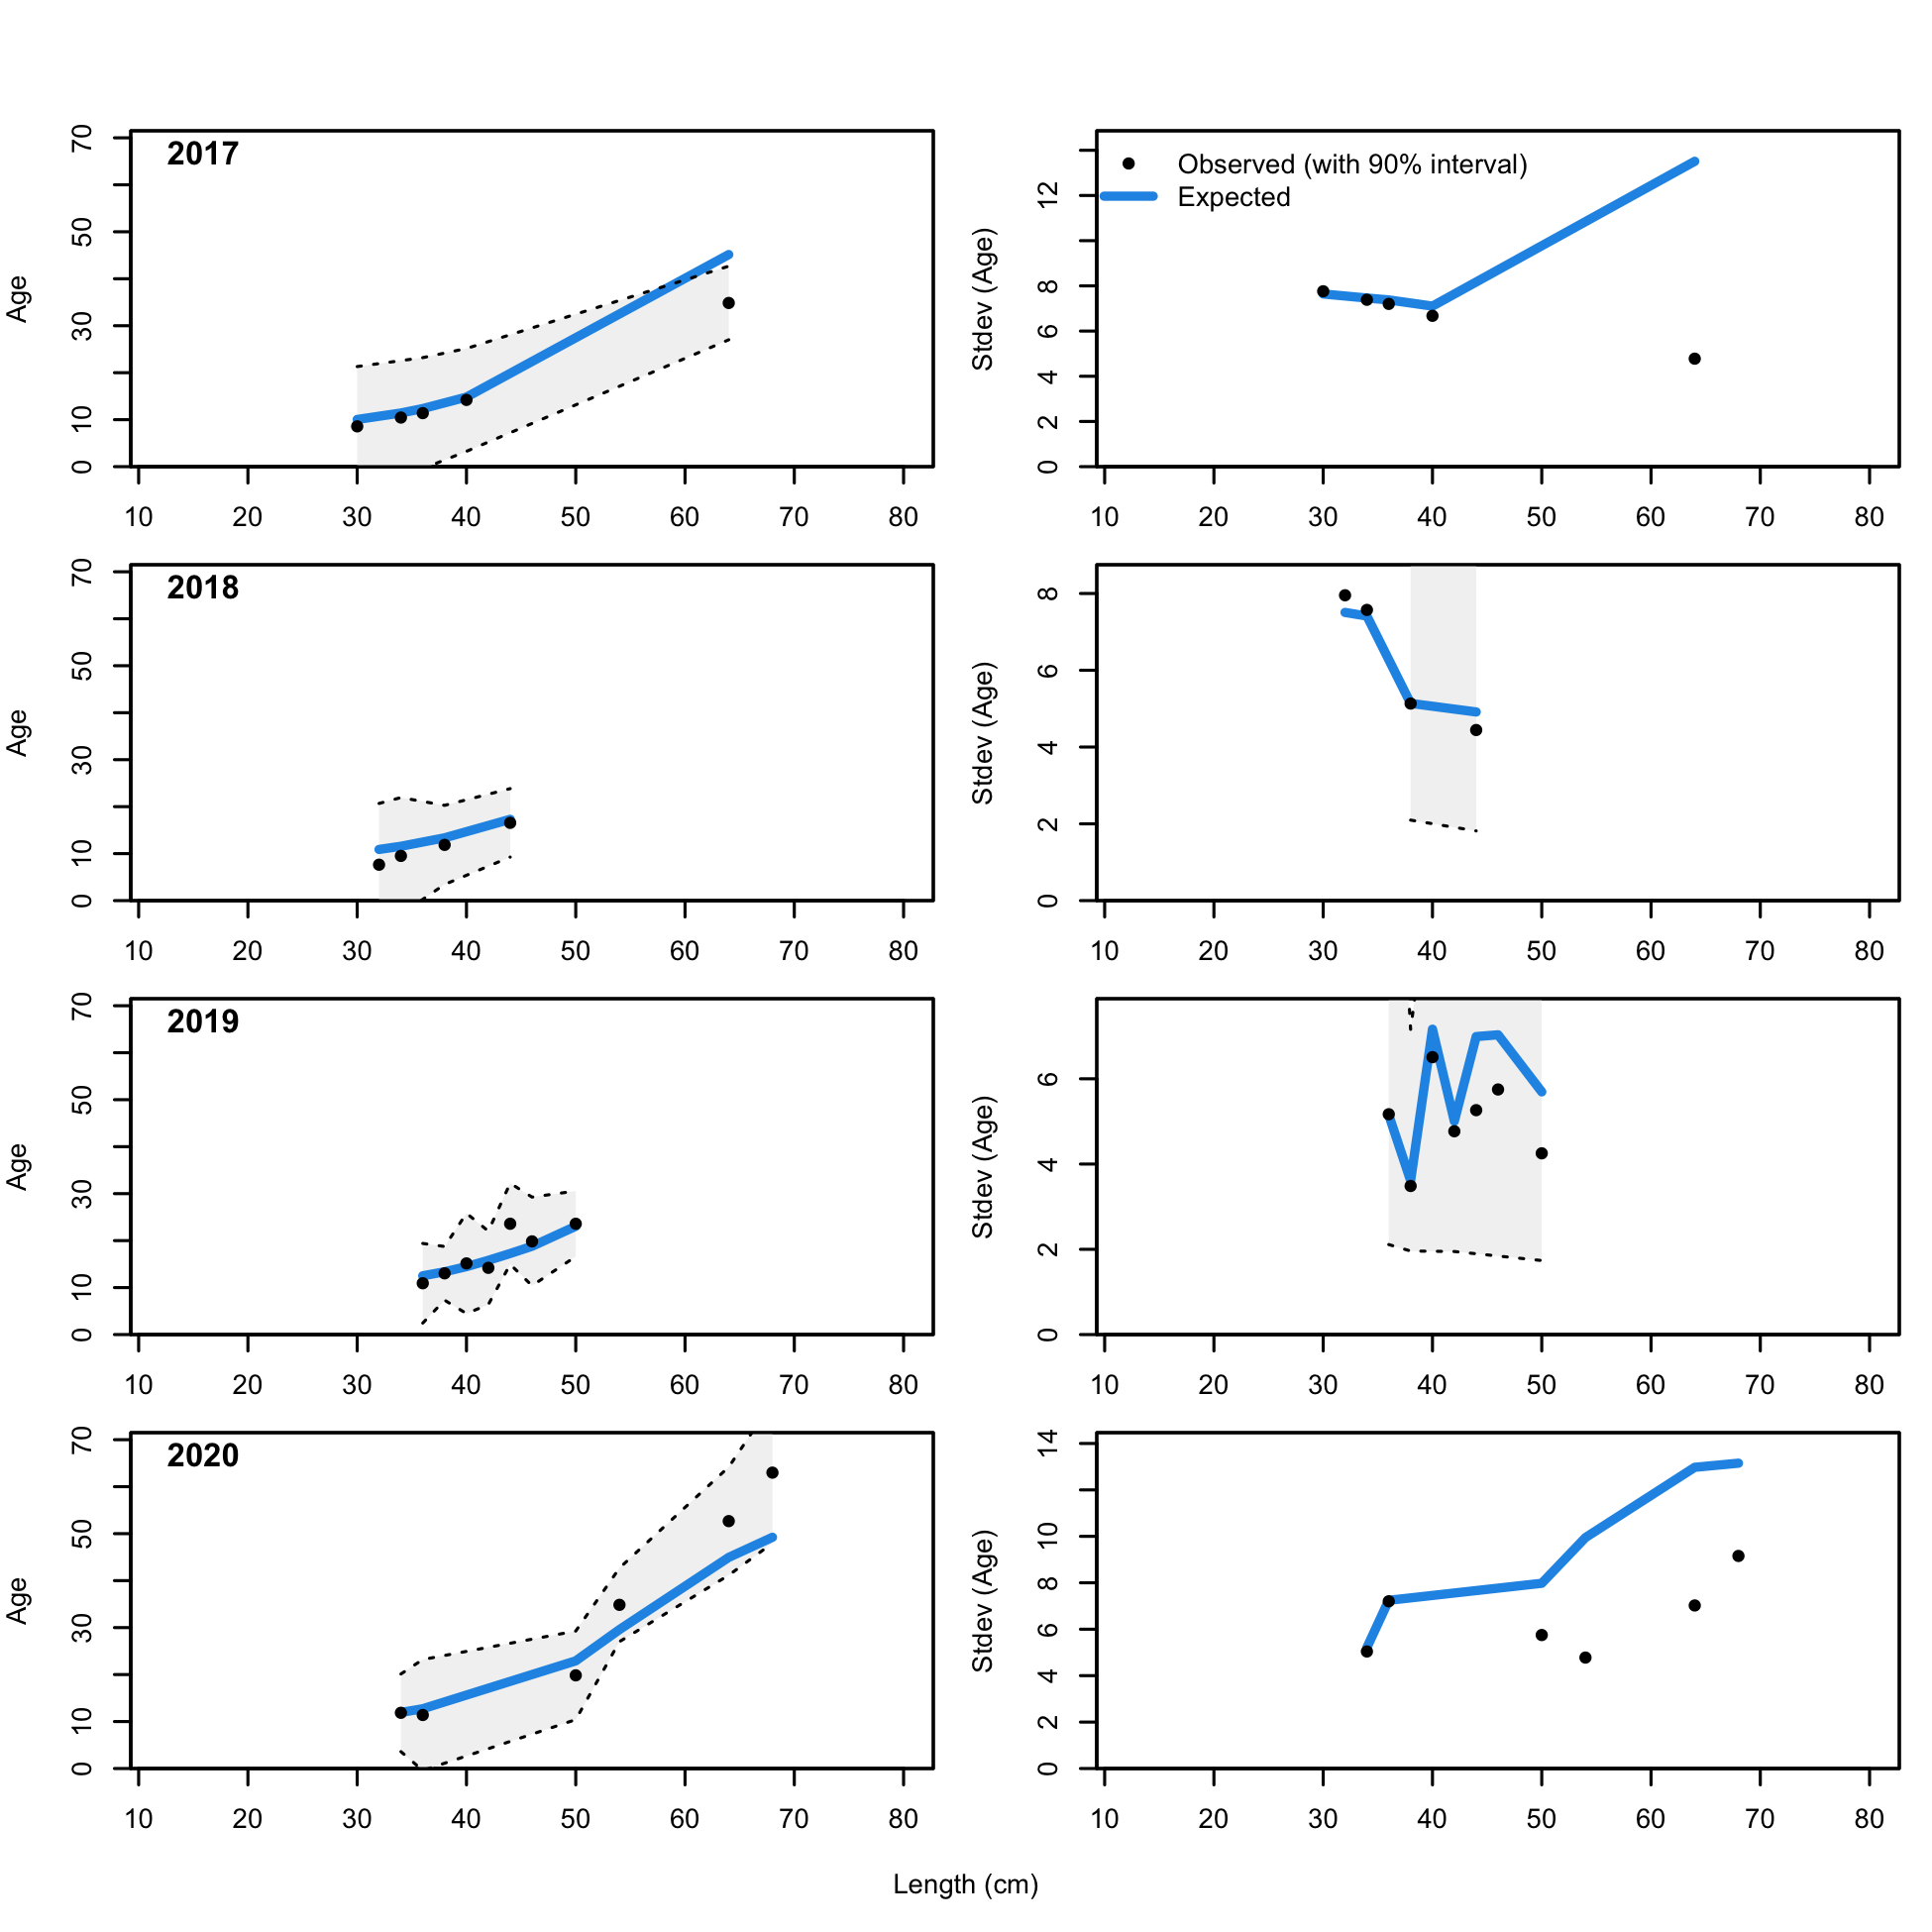 2017
Age
0 10 30 50 70
10 20 30 40 50 60 70 80
Observed (with 90% interval)
Expected
Stdev (Age)
0 2 4 6 8 12
10 20 30 40 50 60 70 80
2018
Age
0 10 30 50 70
10 20 30 40 50 60 70 80
Stdev (Age)
0 2 4 6 8
10 20 30 40 50 60 70 80
2019
Age
0 10 30 50 70
10 20 30 40 50 60 70 80
Stdev (Age)
0 2 4 6
10 20 30 40 50 60 70 80
2020
Age
0 10 30 50 70
10 20 30 40 50 60 70 80
Stdev (Age)
0 2 4 6 8 10 14
10 20 30 40 50 60 70 80
Length (cm)